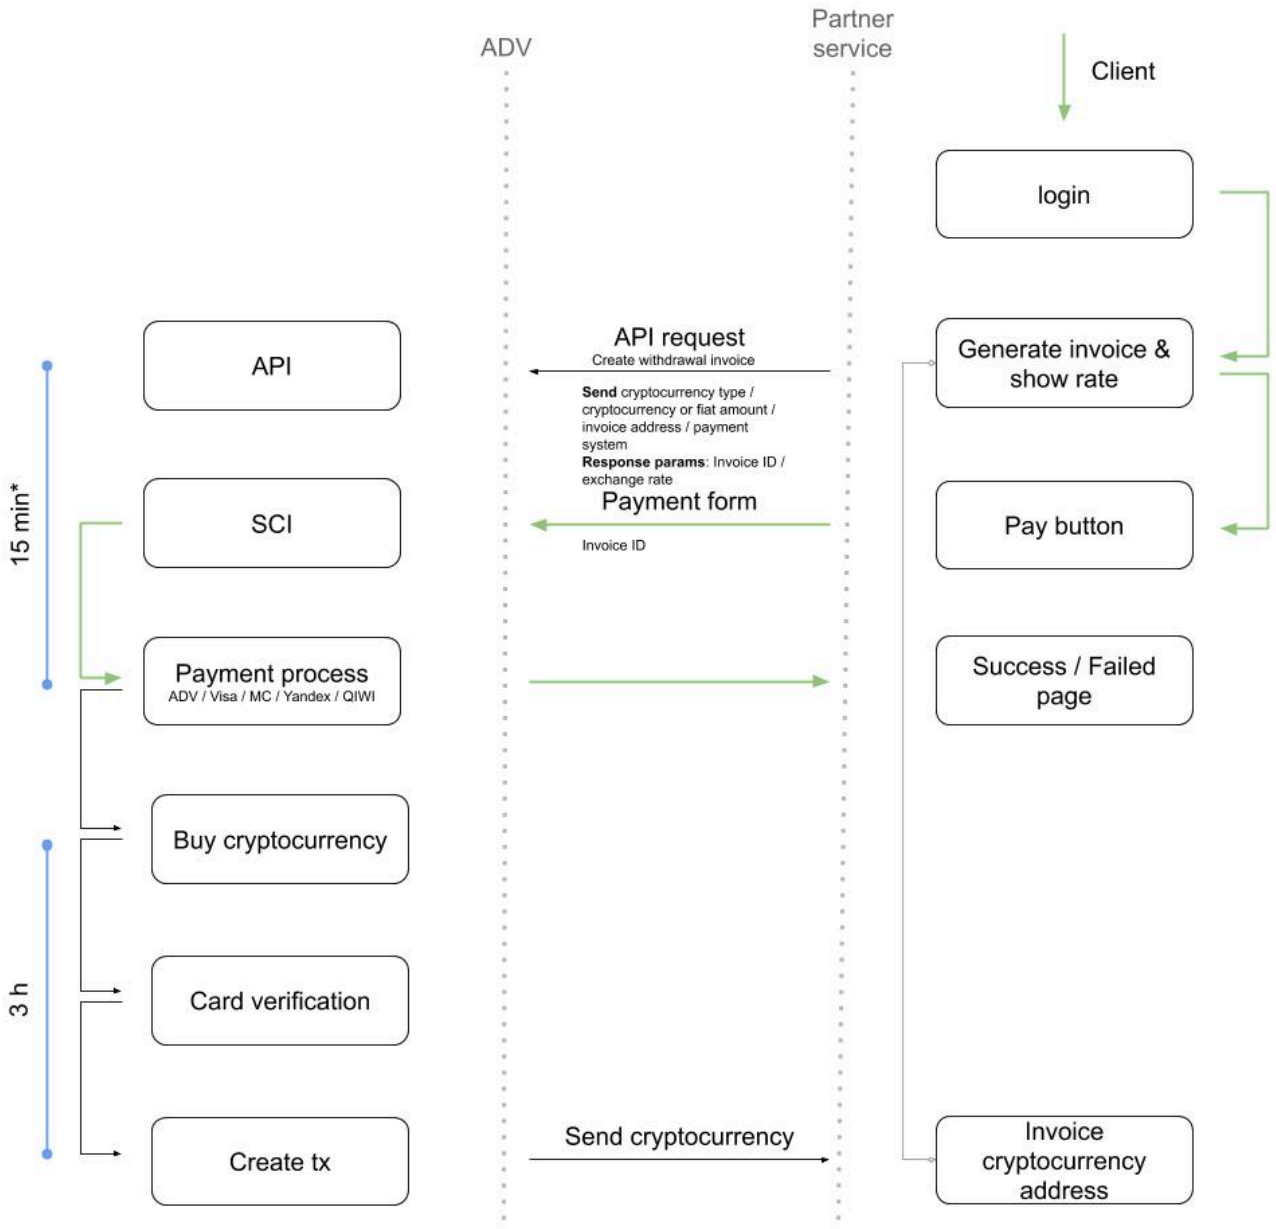 Partner
service
ADV
Client
login
API request
Create withdrawal invoice
Generate invoice &
show rate
API
Send cryptocurrency type /
cryptocurrency or fiat amount /
invoice address / payment
system
Response params: Invoice ID /
exchange rate
15 min*
Payment form
SCI
Pay button
Invoice ID
Payment process
ADV / Visa / MC / Yandex / QIWI
Success / Failed
page
Buy cryptocurrency
3 h
Card verification
Send cryptocurrency
Create tx
Invoice
cryptocurrency
address